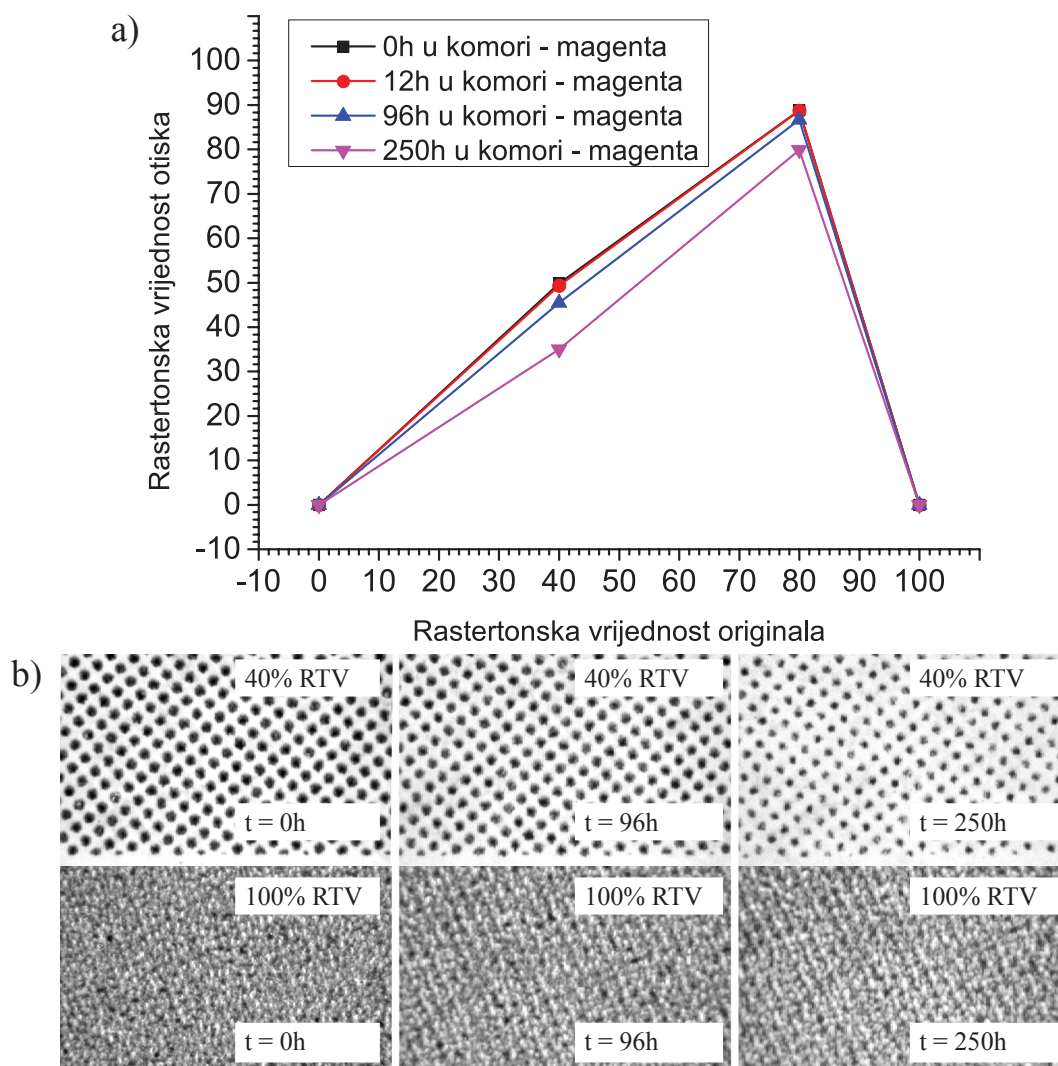 a)
0h u komori - magenta
12h u komori - magenta
96h u komori - magenta
250h u komori - magenta
Rastertonska vrijednost otiska
100
90
80
70
60
50
40
30
20
10
0
-10
-10 0 10 20 30 40 50 60 70 80 90 100
Rastertonska vrijednost originala
b)
40% RTV 40% RTV 40% RTV
t = 0h t = 96h t = 250h
100% RTV 100% RTV 100% RTV
t = 0h t = 96h t = 250h